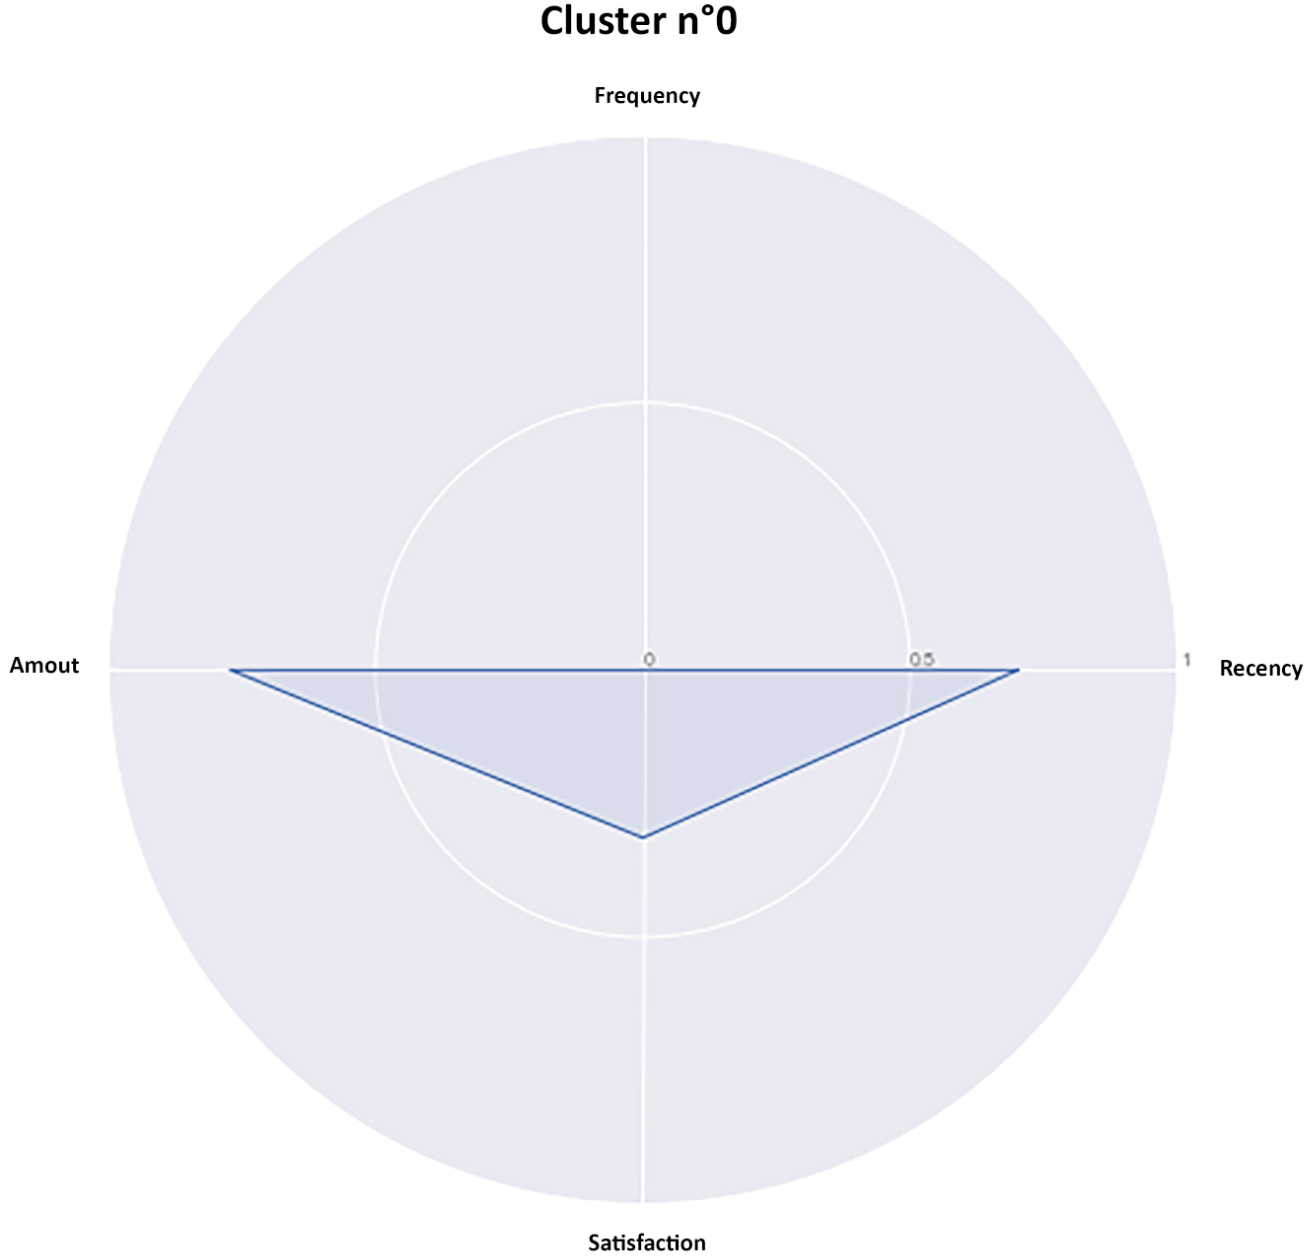 Cluster n°0
Frequency
Amout
0
0.5
1
Recency
Satisfaction